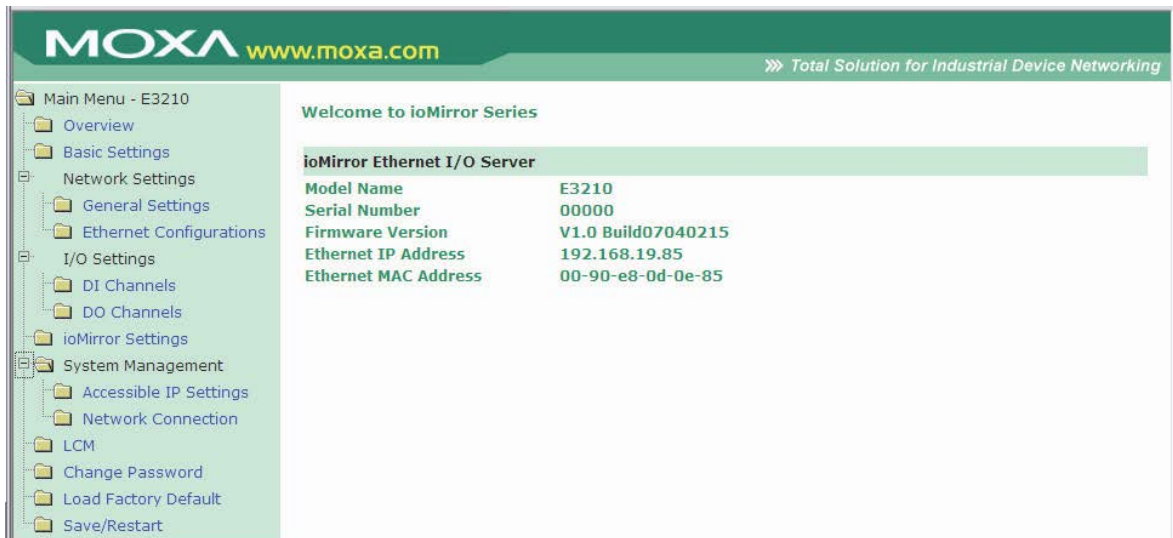 MOXA www.moxa.com
Total Solution for Industrial Device Networking
Main Menu - E3210
Overview
Basic Settings
Network Settings
General Settings
Ethernet Configurations
I/O Settings
DI Channels
DO Channels
ioMirror Settings
System Management
Accessible IP Settings
Network Connection
LCM
Change Password
Load Factory Default
Save/Restart
Welcome to ioMirror Series
ioMirror Ethernet I/O Server
Model Name E3210
Serial Number 00000
Firmware Version V1.0 Build07040215
Ethernet IP Address 192.168.19.85
Ethernet MAC Address 00-90-e8-0d-0e-85